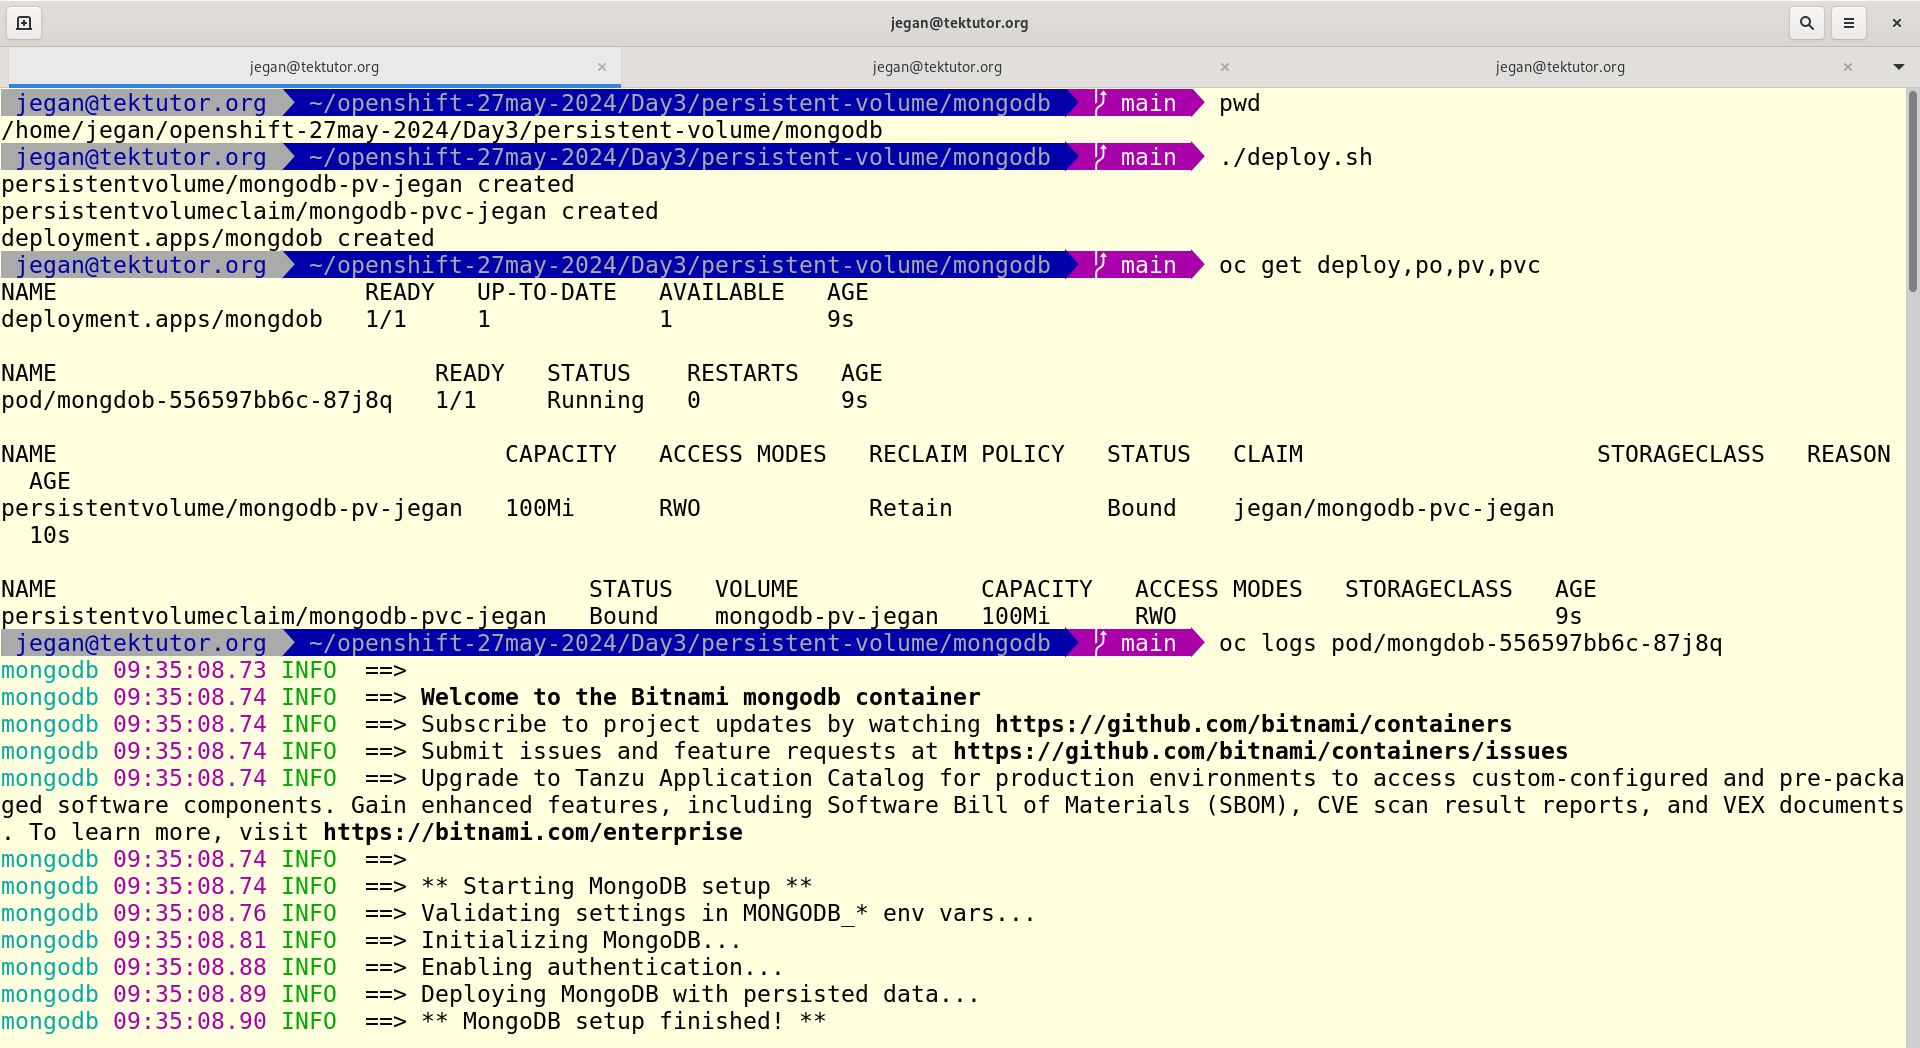 jegan@tektutor.org
jegan@tektutor.org jegan@tektutor.org jegan@tektutor.org
jegan@tektutor.org ~/openshift-27may-2024/Day3/persistent-volume/mongodb main pwd
/home/jegan/openshift-27may-2024/Day3/persistent-volume/mongodb
jegan@tektutor.org ~/openshift-27may-2024/Day3/persistent-volume/mongodb main ./deploy.sh
persistentvolume/mongodb-pv-jegan created
persistentvolumeclaim/mongodb-pvc-jegan created
deployment.apps/mongdob created
jegan@tektutor.org ~/openshift-27may-2024/Day3/persistent-volume/mongodb main oc get deploy,po,pv,pvc
NAME READY UP-TO-DATE AVAILABLE AGE
deployment.apps/mongdob 1/1 1 1 9s
NAME READY STATUS RESTARTS AGE
pod/mongdob-556597bb6c-87j8q 1/1 Running 0 9s
NAME CAPACITY ACCESS MODES RECLAIM POLICY STATUS CLAIM STORAGECLASS REASON
AGE
persistentvolume/mongodb-pv-jegan 100Mi RWO Retain Bound jegan/mongodb-pvc-jegan
10s
NAME STATUS VOLUME CAPACITY ACCESS MODES STORAGECLASS AGE
persistentvolumeclaim/mongodb-pvc-jegan Bound mongodb-pv-jegan 100Mi RWO 9s
jegan@tektutor.org ~/openshift-27may-2024/Day3/persistent-volume/mongodb main oc logs pod/mongdob-556597bb6c-87j8q
mongodb 09:35:08.73 INFO ==>
mongodb 09:35:08.74 INFO ==> Welcome to the Bitnami mongodb container
mongodb 09:35:08.74 INFO ==> Subscribe to project updates by watching https://github.com/bitnami/containers
mongodb 09:35:08.74 INFO ==> Submit issues and feature requests at https://github.com/bitnami/containers/issues
mongodb 09:35:08.74 INFO ==> Upgrade to Tanzu Application Catalog for production environments to access custom-configured and pre-packa
ged software components. Gain enhanced features, including Software Bill of Materials (SBOM), CVE scan result reports, and VEX documents
. To learn more, visit https://bitnami.com/enterprise
mongodb 09:35:08.74 INFO ==>
mongodb 09:35:08.74 INFO ==> ** Starting MongoDB setup **
mongodb 09:35:08.76 INFO ==> Validating settings in MONGODB_* env vars...
mongodb 09:35:08.81 INFO ==> Initializing MongoDB...
mongodb 09:35:08.88 INFO ==> Enabling authentication...
mongodb 09:35:08.89 INFO ==> Deploying MongoDB with persisted data...
mongodb 09:35:08.90 INFO ==> ** MongoDB setup finished! **